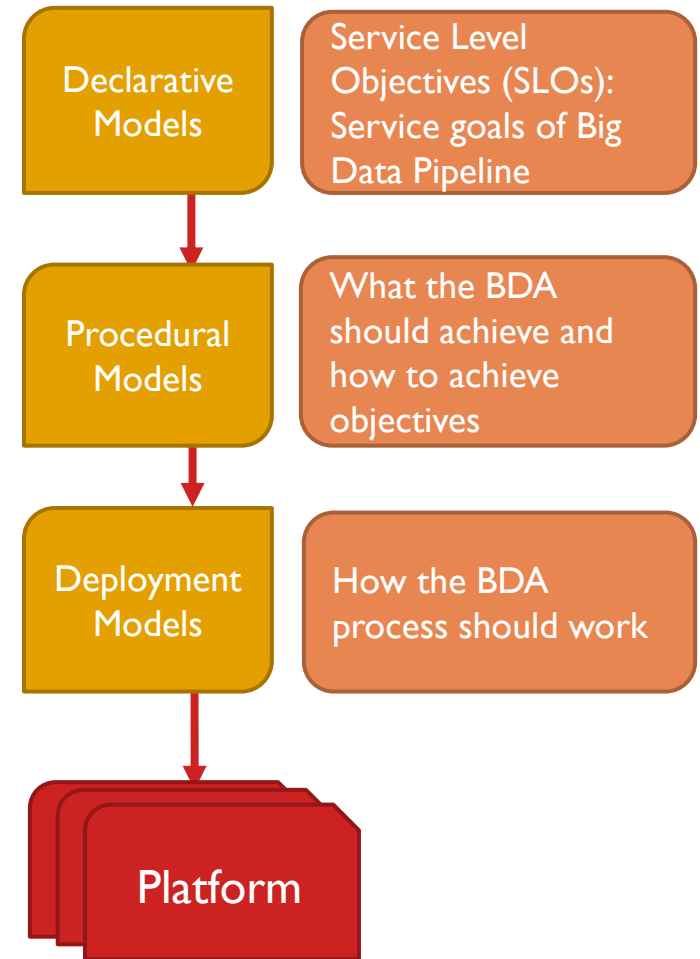 Declarative
Models
Service Level
Objectives (SLOs):
Service goals of Big
Data Pipeline
Procedural
Models
What the BDA
should achieve and
how to achieve
objectives
Deployment
Models
How the BDA
process should work
Platform